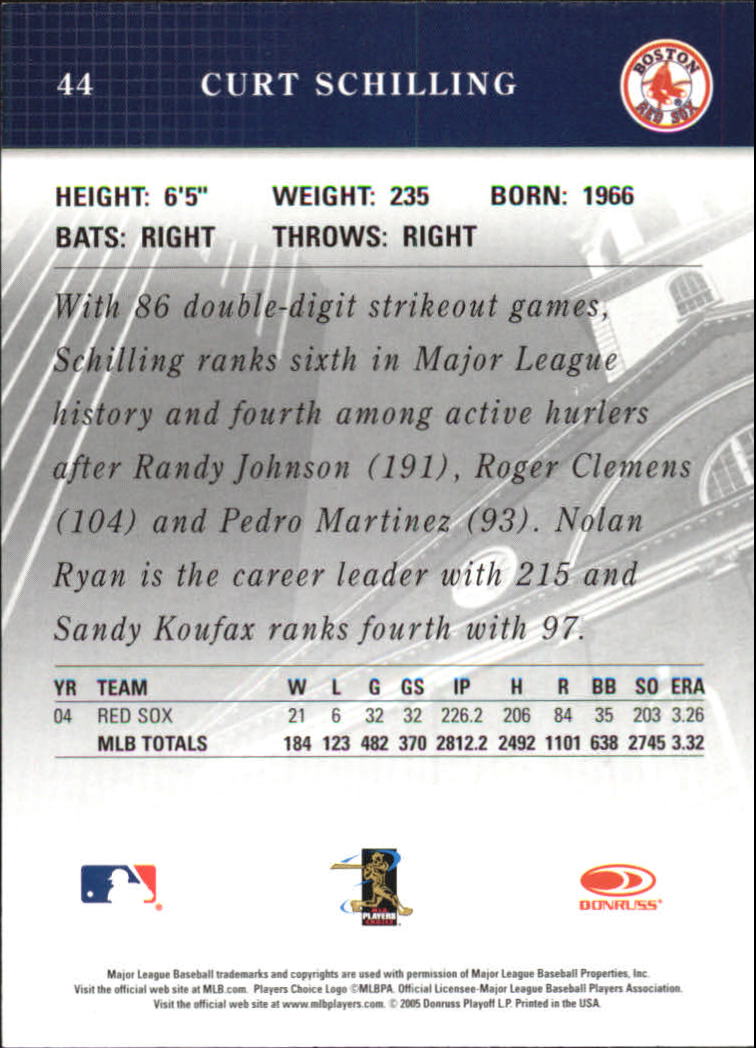 44 CURT SCHILLING
BOSTON
RED SOX
HEIGHT: 6'5" WEIGHT: 235 BORN: 1966
BATS: RIGHT THROWS: RIGHT
With 86 double-digit strikeout games,
Schilling ranks sixth in Major League
history and fourth among active hurlers
after Randy Johnson (191), Roger Clemens
(104) and Pedro Martinez (93). Nolan
Ryan is the career leader with 215 and
Sandy Koufax ranks fourth with 97.
YR TEAM W L G GS IP H R BB SO ERA
04 RED SOX 21 6 32 32 226.2 206 84 35 203 3.26
MLB TOTALS 184 123 482 370 2812.2 2492 1101 638 2745 3.32
MLB
PLAYERS
CHOICE
DONRUSS
Major League Baseball trademarks and copyrights are used with permission of Major League Baseball Properties, Inc.
Visit the official web site at MLB.com. Players Choice Logo ©MLBPA. Official Licensee-Major League Baseball Players Association.
Visit the official web site at www.mlbplayers.com. © 2005 Donruss Playoff L.P. Printed in the USA.